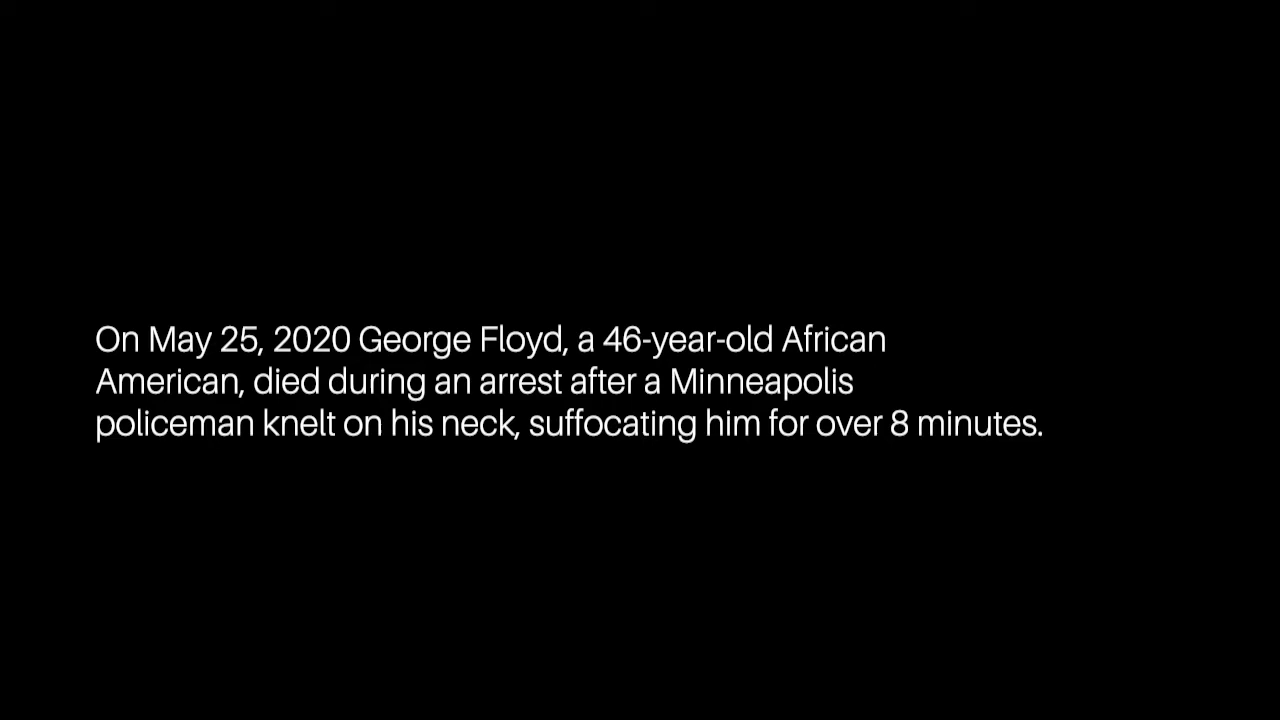 On May 25, 2020 George Floyd, a 46-year-old African
American, died during an arrest after a Minneapolis
policeman knelt on his neck, suffocating him for over 8 minutes.